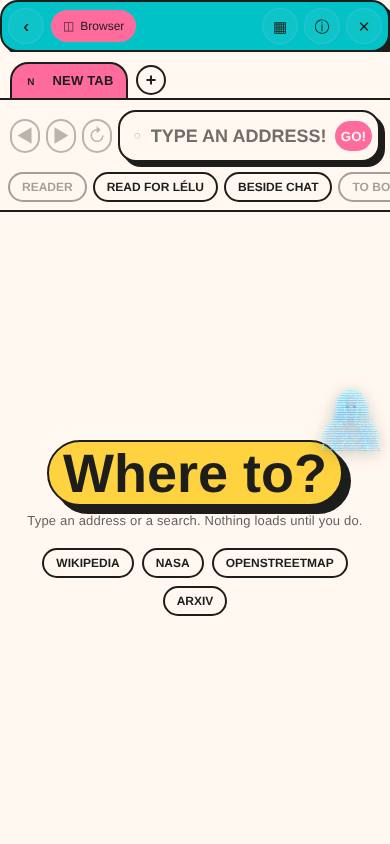 Browser
N NEW TAB +
TYPE AN ADDRESS! GO!
READER READ FOR LÉLU BESIDE CHAT TO BO
Where to?
Type an address or a search. Nothing loads until you do.
WIKIPEDIA NASA OPENSTREETMAP
ARXIV